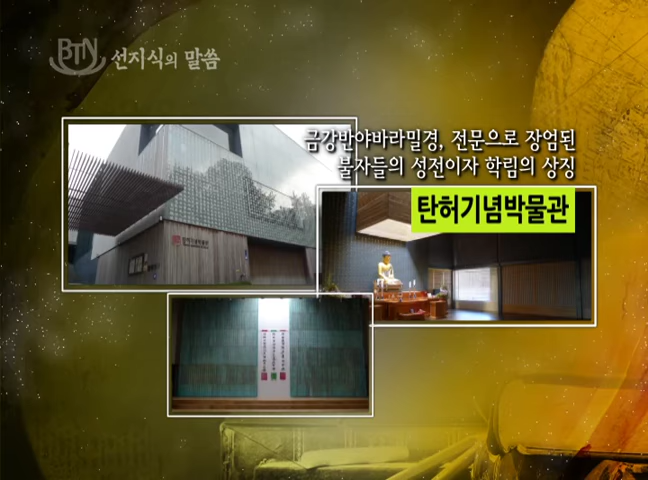 BTN 선지식의 말씀
금강반야바라밀경, 전문으로 장엄된
불자들의 성전이자 학림의 상징
탄허기념박물관